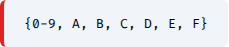 {0-9, A, B, C, D, E, F}